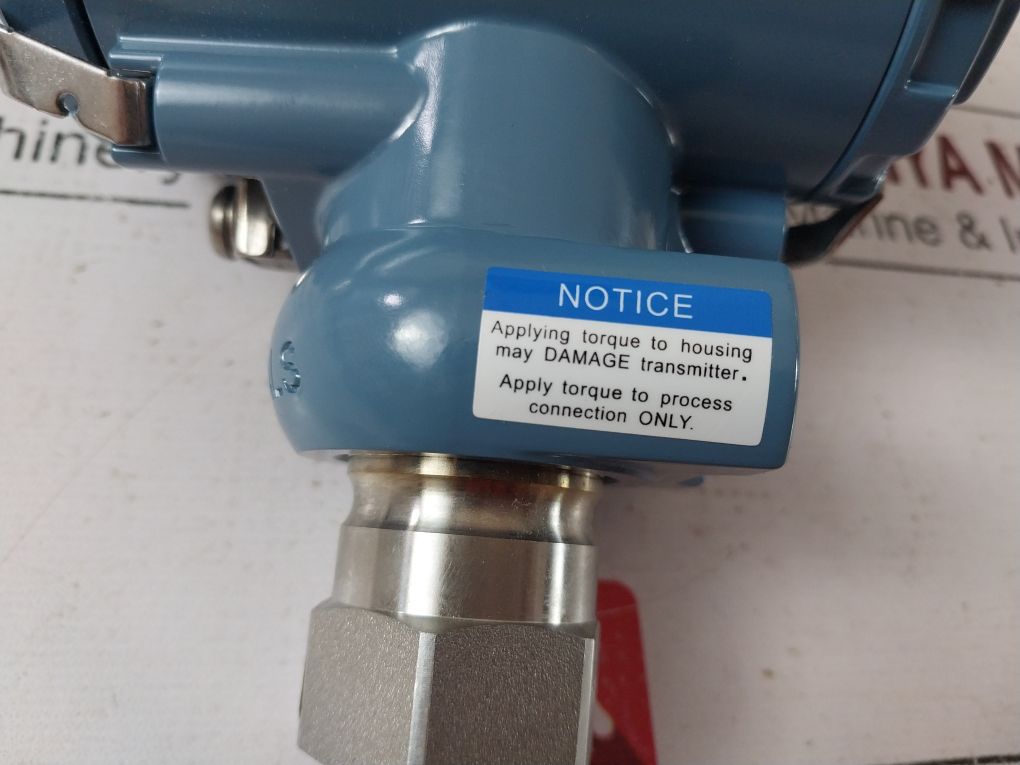 NOTICE
Applying torque to housing
may DAMAGE transmitter.
Apply torque to process
connection ONLY.
.S